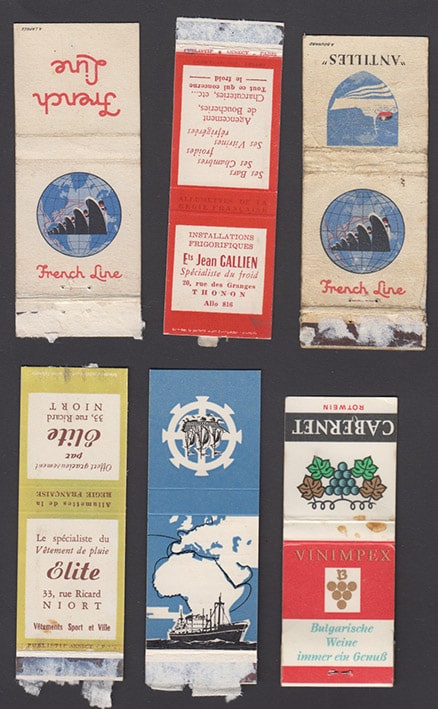 French
Line
French Line
Tout ce qui concerne
le froid
Agencement
de Boucheries,
Charcuteries, etc...
Ses Bars
Ses Chambres
froides
Ses Vitrines
réfrigérées
ALLUMETTES DE LA
RÉGIE FRANÇAISE
INSTALLATIONS
FRIGORIFIQUES
Ets Jean GALLIEN
Spécialiste du froid
20, rue des Granges
THONON
Allo 816
"ANTILLES"
French Line
Offert gracieusement
par
Elite
33, rue Ricard
NIORT
Allumettes de la
RÉGIE FRANÇAISE
Le spécialiste du
Vêtement de pluie
Elite
33, rue Ricard
NIORT
Vêtements Sport et Ville
CABERNET
ROTWEIN
VINIMPEX
Bulgarische
Weine
immer ein Genuß